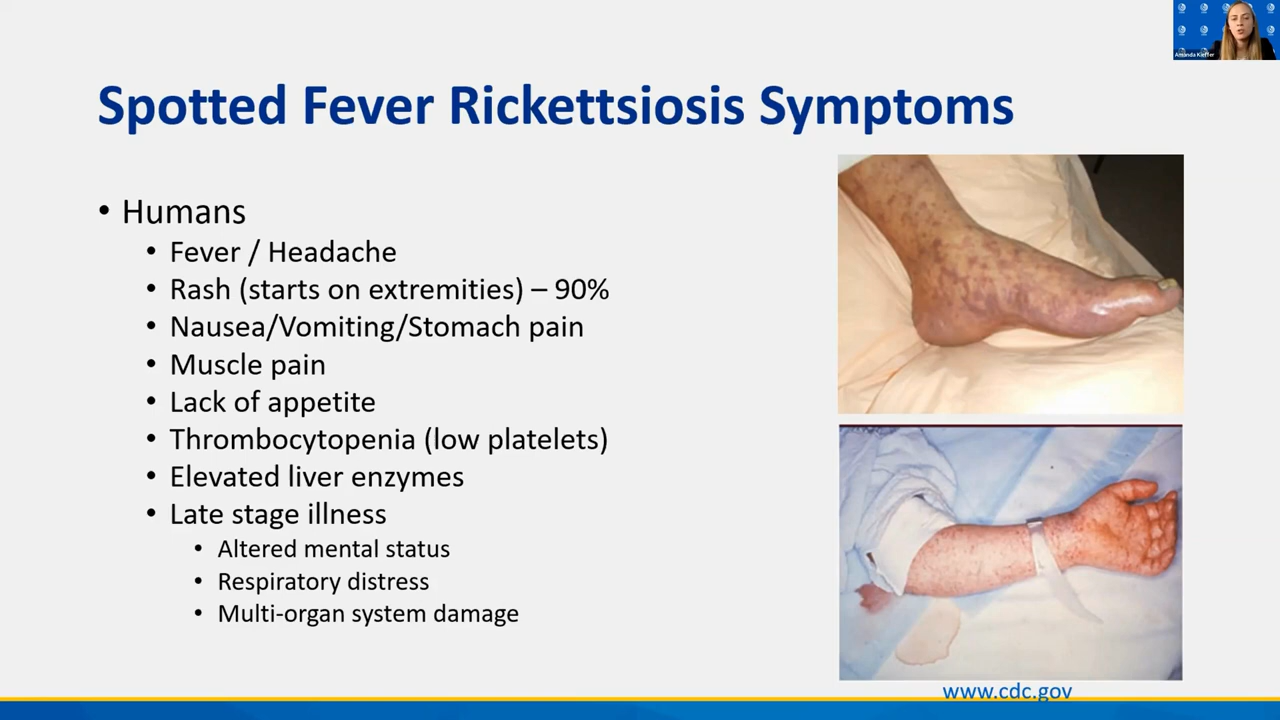 Amanda Kieffer
Spotted Fever Rickettsiosis Symptoms
• Humans
• Fever / Headache
• Rash (starts on extremities) – 90%
• Nausea/Vomiting/Stomach pain
• Muscle pain
• Lack of appetite
• Thrombocytopenia (low platelets)
• Elevated liver enzymes
• Late stage illness
• Altered mental status
• Respiratory distress
• Multi-organ system damage
www.cdc.gov